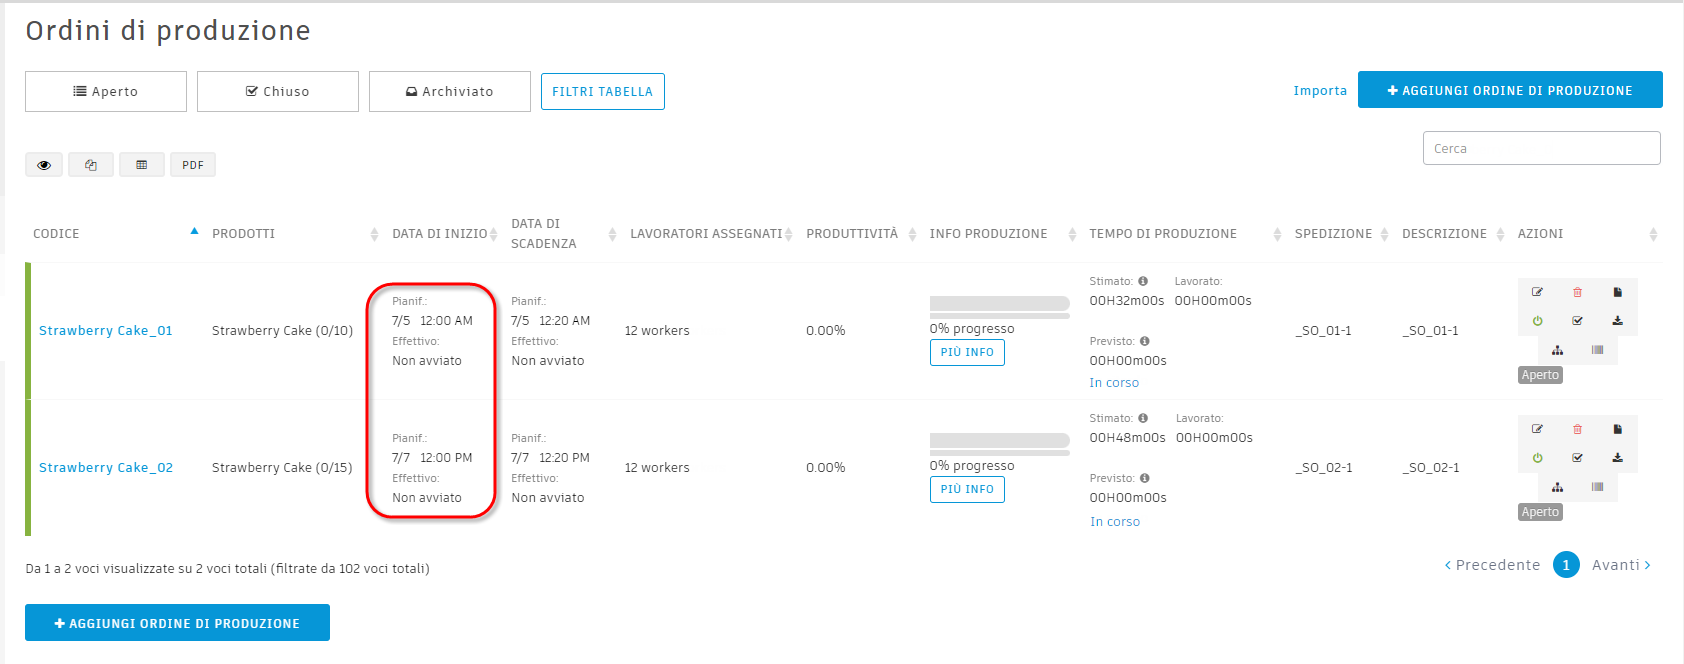 Ordini di produzione
Aperto
Chiuso
Archiviato
FILTRI TABELLA
Importa
AGGIUNGI ORDINE DI PRODUZIONE
Cerca
PDF
CODICE
PRODOTTI
DATA DI INIZIO
DATA DI
SCADENZA
LAVORATORI ASSEGNATI
PRODUTTIVITÀ
INFO PRODUZIONE
TEMPO DI PRODUZIONE
SPEDIZIONE
DESCRIZIONE
AZIONI
Strawberry Cake_01
Strawberry Cake (0/10)
Pianif.:
7/5 12:00 AM
Effettivo:
Non avviato
Pianif.:
7/5 12:20 AM
Effettivo:
Non avviato
12 workers
0.00%
0% progresso
PIÙ INFO
Stimato: Lavorato:
00H32m00s 00H00m00s
Previsto:
00H00m00s
In corso
_SO_01-1
_SO_01-1
Aperto
Strawberry Cake_02
Strawberry Cake (0/15)
Pianif.:
7/7 12:00 PM
Effettivo:
Non avviato
Pianif.:
7/7 12:20 PM
Effettivo:
Non avviato
12 workers
0.00%
0% progresso
PIÙ INFO
Stimato: Lavorato:
00H48m00s 00H00m00s
Previsto:
00H00m00s
In corso
_SO_02-1
_SO_02-1
Aperto
Da 1 a 2 voci visualizzate su 2 voci totali (filtrate da 102 voci totali)
Precedente 1 Avanti
AGGIUNGI ORDINE DI PRODUZIONE